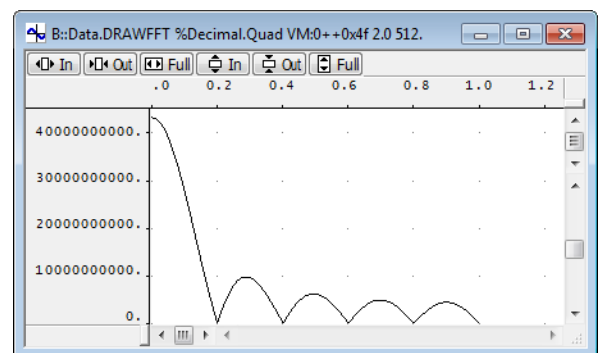 B::Data.DRAWFFT %Decimal.Quad VM:0++0x4f 2.0 512.
In Out Full In Out Full
.0 0.2 0.4 0.6 0.8 1.0 1.2
40000000000.
30000000000.
20000000000.
10000000000.
0.